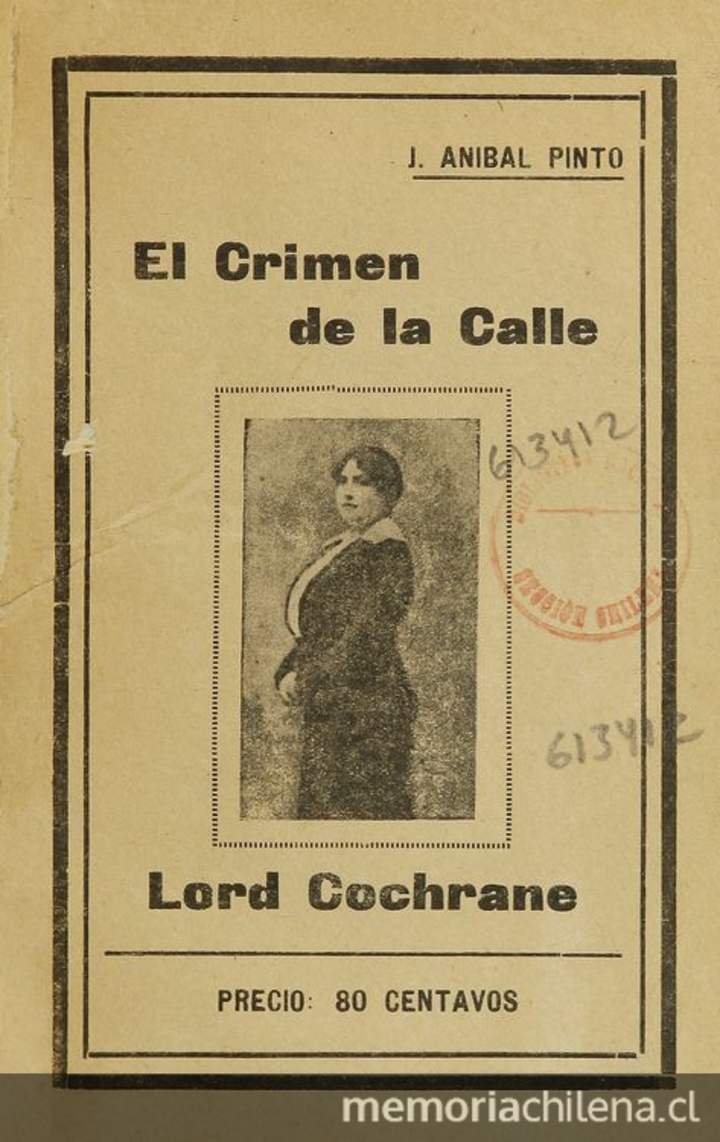 J. ANIBAL PINTO
El Crimen
de la Calle
613412
613412
Lord Cochrane
PRECIO: 80 CENTAVOS
memoriachilena.cl